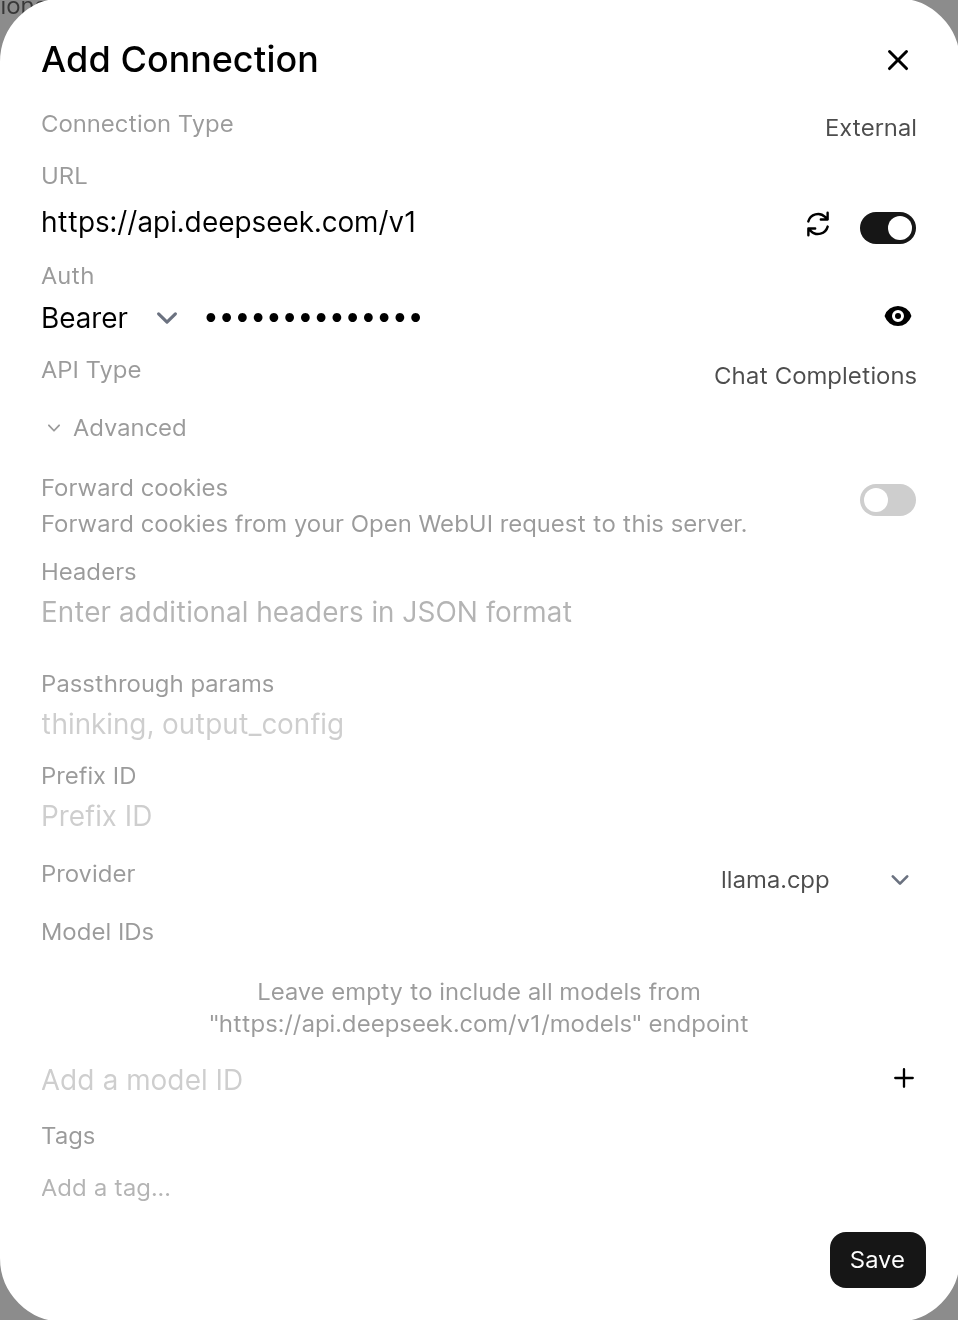 Add Connection
Connection Type
External
URL
https://api.deepseek.com/v1
Auth
Bearer ••••••••••••••
API Type
Chat Completions
Advanced
Forward cookies
Forward cookies from your Open WebUI request to this server.
Headers
Enter additional headers in JSON format
Passthrough params
thinking, output_config
Prefix ID
Prefix ID
Provider
llama.cpp
Model IDs
Leave empty to include all models from
"https://api.deepseek.com/v1/models" endpoint
Add a model ID
Tags
Add a tag...
Save